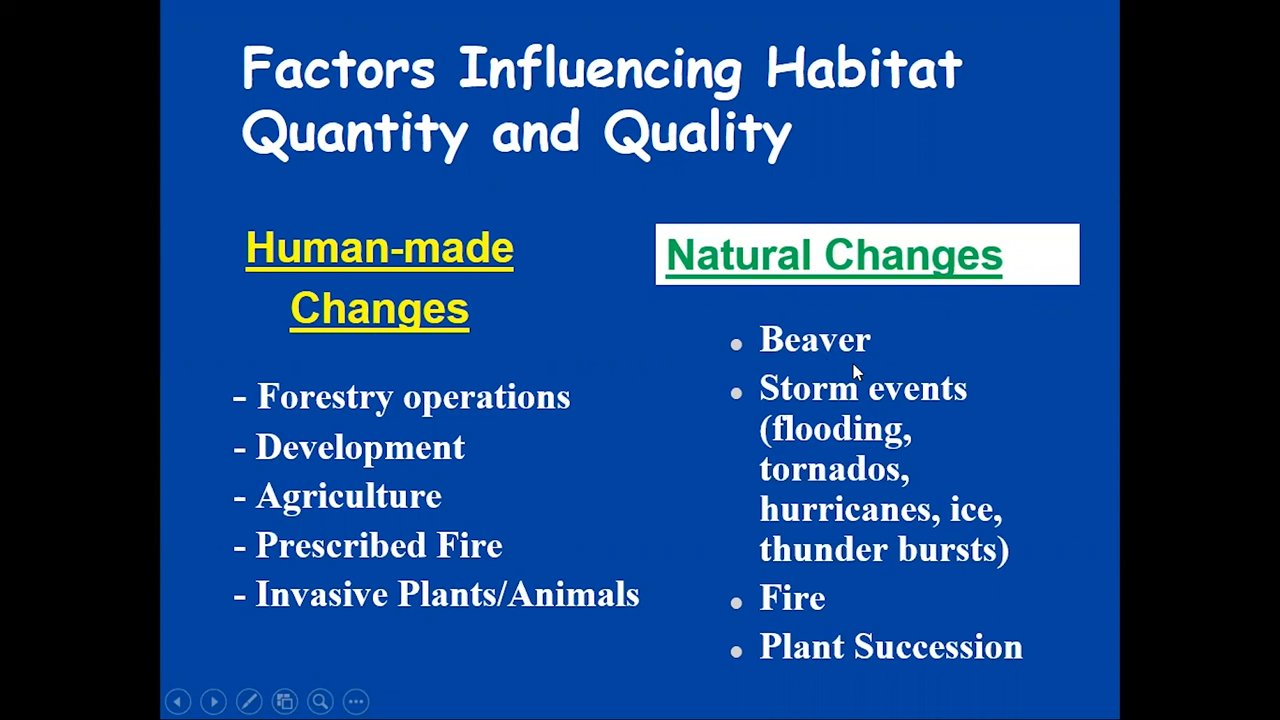 Factors Influencing Habitat
Quantity and Quality
Human-made
Changes
- Forestry operations
- Development
- Agriculture
- Prescribed Fire
- Invasive Plants/Animals
Natural Changes
• Beaver
• Storm events
(flooding,
tornados,
hurricanes, ice,
thunder bursts)
• Fire
• Plant Succession